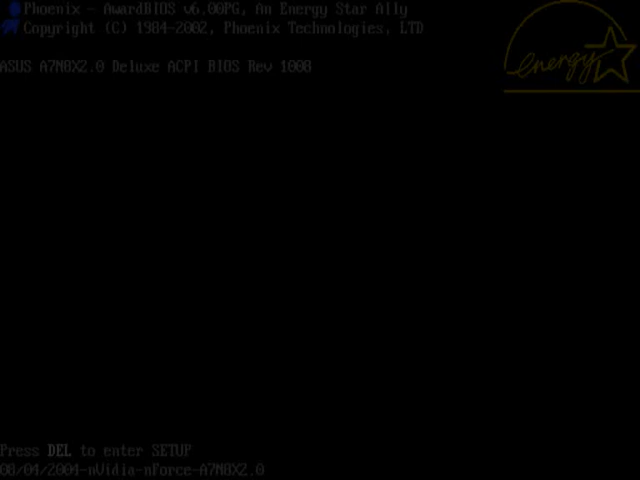 Phoenix - AwardBIOS v6.00PG, An Energy Star Ally
Copyright (C) 1984-2002, Phoenix Technologies, LTD
energy
ASUS A7N8X2.0 Deluxe ACPI BIOS Rev 1008
Press DEL to enter SETUP
08/04/2004-nVidia-nForce-A7N8X2.0